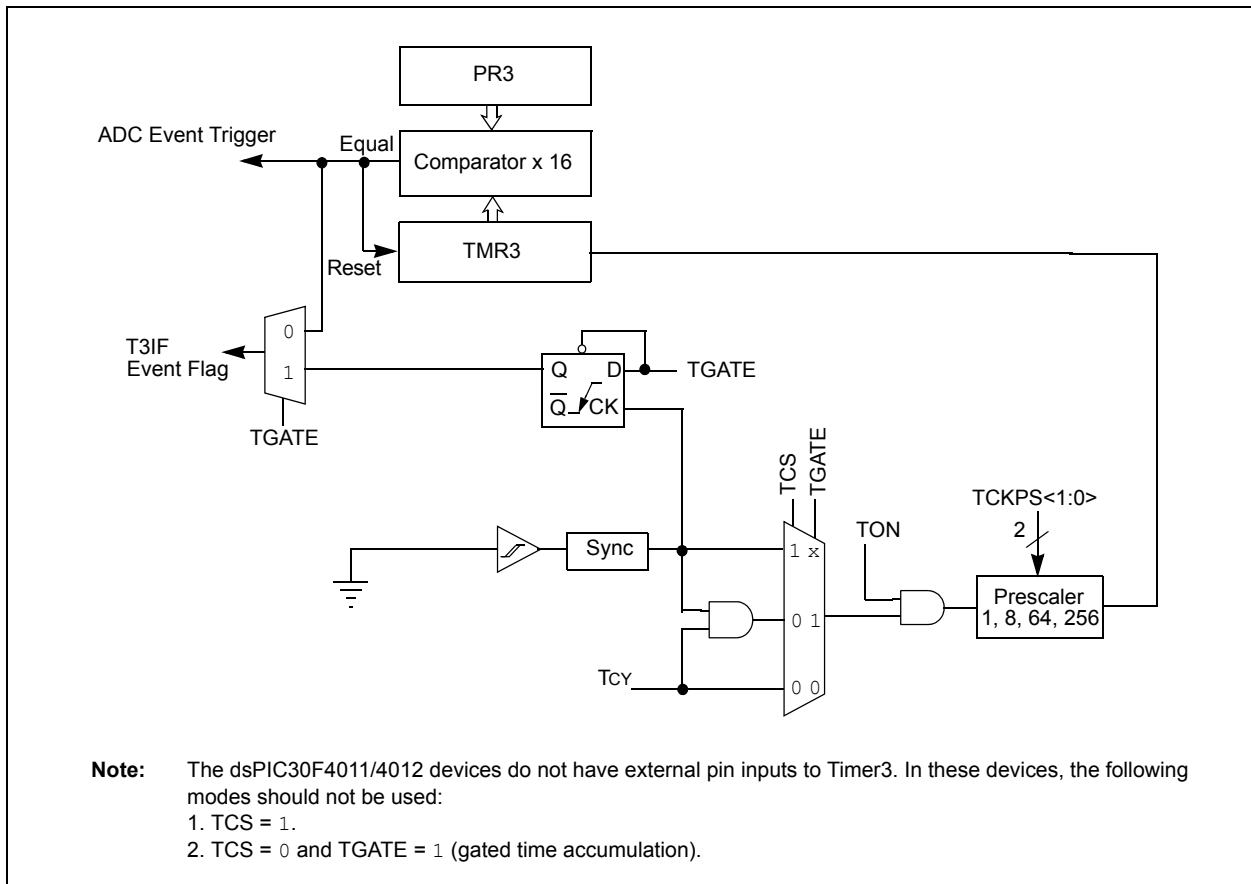 PR3
ADC Event Trigger
Equal
Comparator x 16
TMR3
Reset
0
1
T3IF
Event Flag
TGATE
Q
D
TGATE
Q
CK
TCS
TGATE
TCKPS<1:0>
2
TON
Sync
1 x
Prescaler
1, 8, 64, 256
0 1
TCY
0 0
Note: The dsPIC30F4011/4012 devices do not have external pin inputs to Timer3. In these devices, the following
modes should not be used:
1. TCS = 1.
2. TCS = 0 and TGATE = 1 (gated time accumulation).